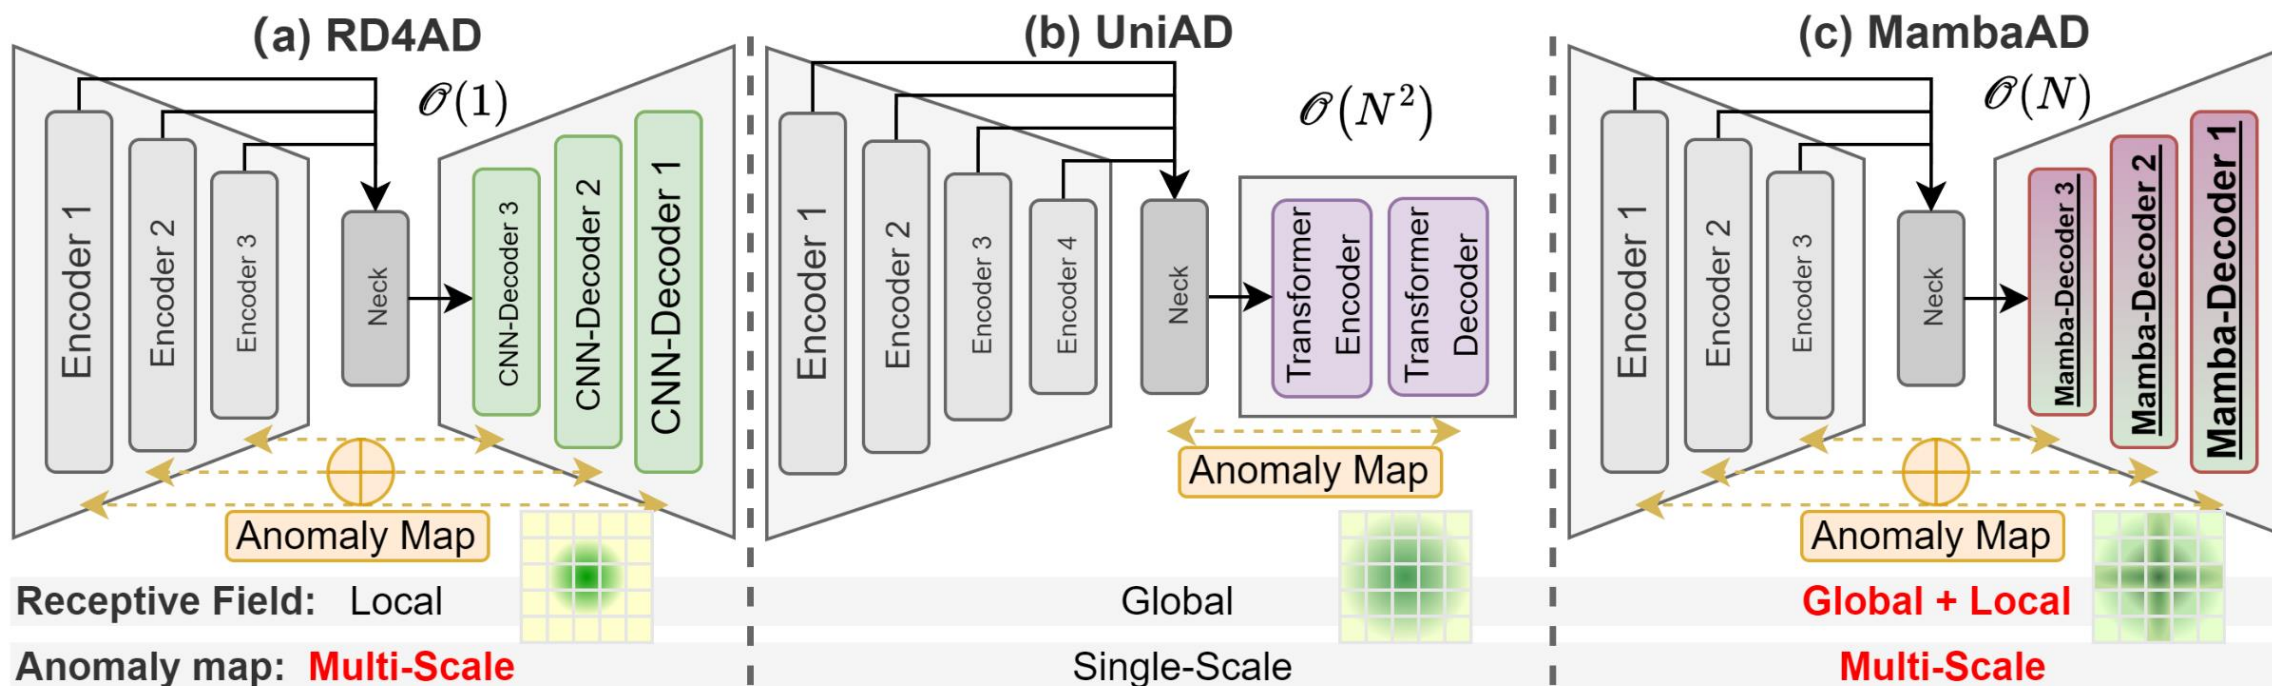 (a) RD4AD
𝒪(1)
Encoder 1
Encoder 2
Encoder 3
Neck
CNN-Decoder 3
CNN-Decoder 2
CNN-Decoder 1
Anomaly Map
(b) UniAD
𝒪(N²)
Encoder 1
Encoder 2
Encoder 3
Encoder 4
Neck
Transformer
Encoder
Transformer
Decoder
Anomaly Map
(c) MambaAD
𝒪(N)
Encoder 1
Encoder 2
Encoder 3
Neck
Mamba-Decoder 3
Mamba-Decoder 2
Mamba-Decoder 1
Anomaly Map
Receptive Field: Local Global Global + Local
Anomaly map: Multi-Scale Single-Scale Multi-Scale